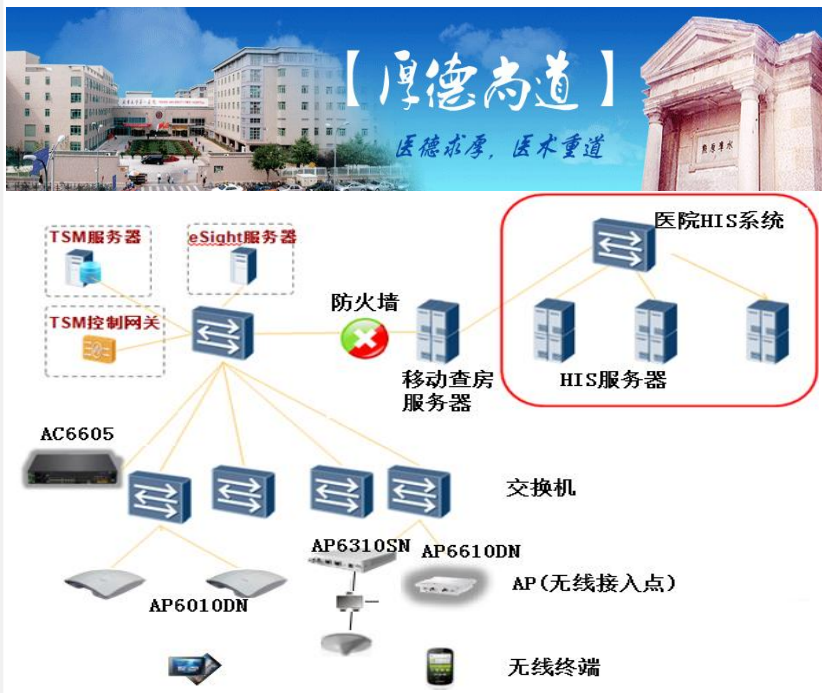 【厚德尚道】
医德求厚，医术重道
医院HIS系统
TSM服务器
eSight服务器
防火墙
TSM控制网关
移动查房
服务器
HIS服务器
AC6605
交换机
AP6310SN
AP6610DN
AP(无线接入点)
AP6010DN
无线终端